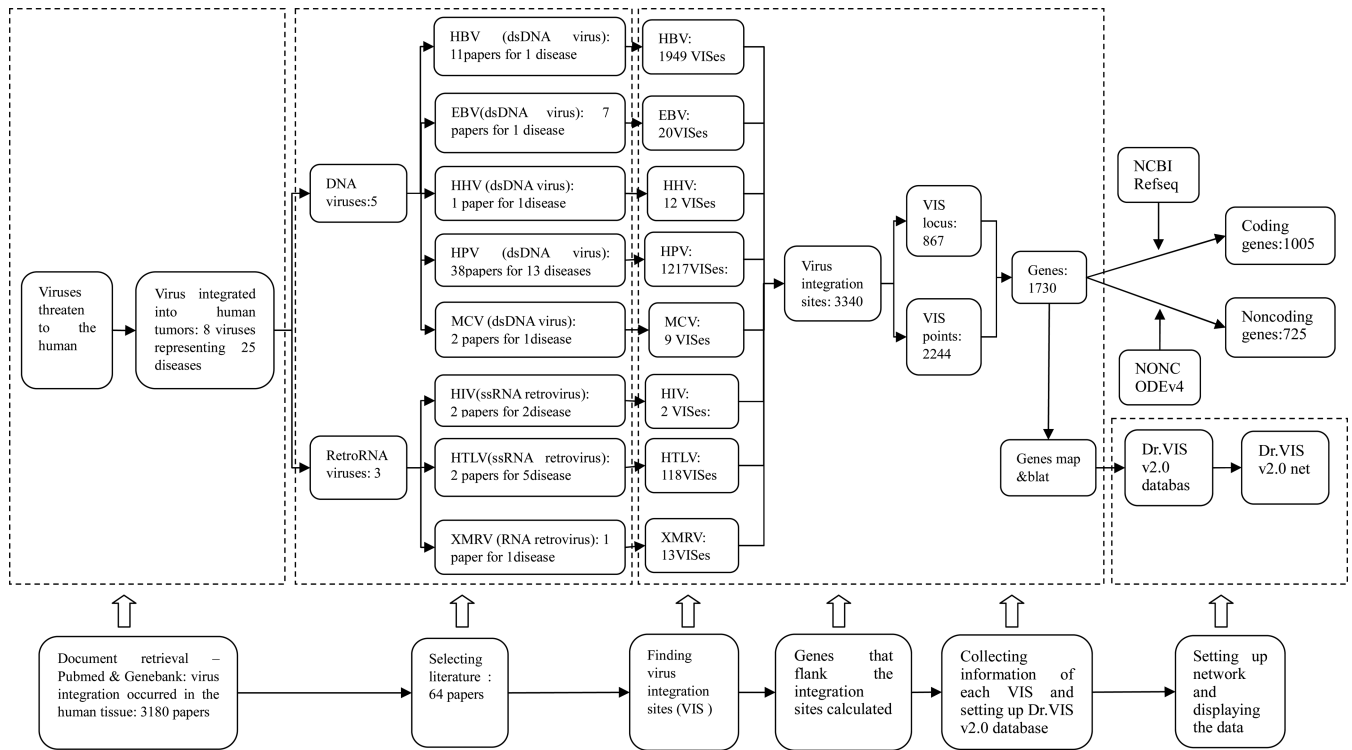 Viruses
threaten to
to the
human
Virus integrated
into human
tumors: 8 viruses
representing 25
diseases
DNA
viruses:5
RetroRNA
viruses: 3
HBV (dsDNA virus):
11papers for 1 disease
EBV(dsDNA virus): 7
papers for 1 disease
HHV (dsDNA virus):
1 paper for 1disease
HPV (dsDNA virus):
38papers for 13 diseases
MCV (dsDNA virus):
2 papers for 1disease
HIV(ssRNA retrovirus):
2 papers for 2disease
HTLV(ssRNA retrovirus):
2 papers for 5disease
XMRV (RNA retrovirus): 1
paper for 1disease
HBV:
1949 VISes
EBV:
20VISes
HHV:
12 VISes
HPV:
1217VISes:
MCV:
9 VISes
HIV:
2 VISes:
HTLV:
118VISes
XMRV:
13VISes
Virus
integration
sites: 3340
VIS
locus:
867
VIS
points:
2244
Genes:
1730
NCBI
Refseq
NONC
ODEv4
Coding
genes:1005
Noncoding
genes:725
Genes map
&blat
Dr.VIS
v2.0
databas
Dr.VIS
v2.0 net
Document retrieval –
Pubmed & Genebank: virus
integration occurred in the
human tissue: 3180 papers
Selecting
literature :
64 papers
Finding
virus
integration
sites (VIS )
Genes that
flank the
integration
sites calculated
Collecting
information of
each VIS and
setting up Dr.VIS
v2.0 database
Setting up
network
and
displaying
the data